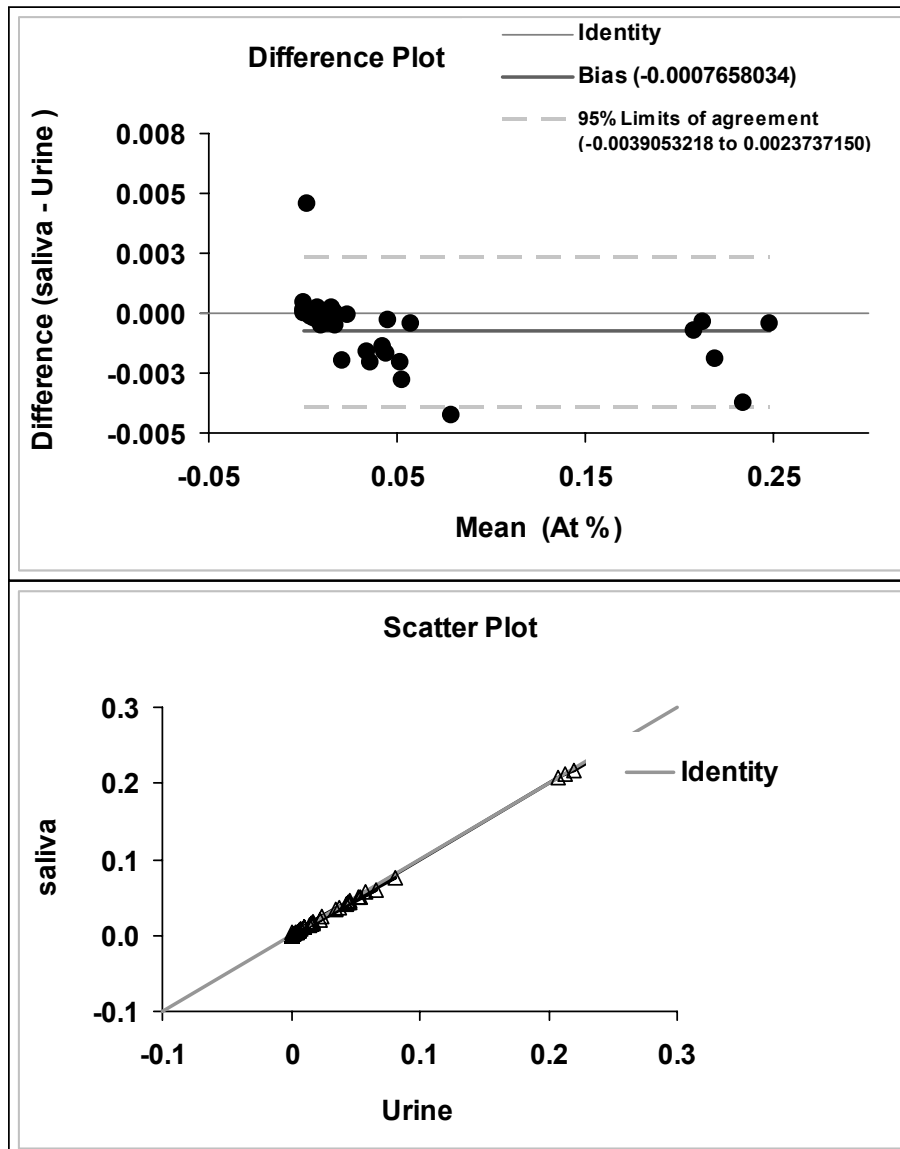 Difference Plot
Identity
Bias (-0.0007658034)
95% Limits of agreement
(-0.0039053218 to 0.0023737150)
Difference (saliva - Urine )
0.008
0.005
0.003
0.000
-0.003
-0.005
-0.05
0.05
0.15
0.25
Mean (At %)
Scatter Plot
saliva
0.3
0.2
0.1
0.0
-0.1
-0.1
0
0.1
0.2
0.3
Urine
Identity